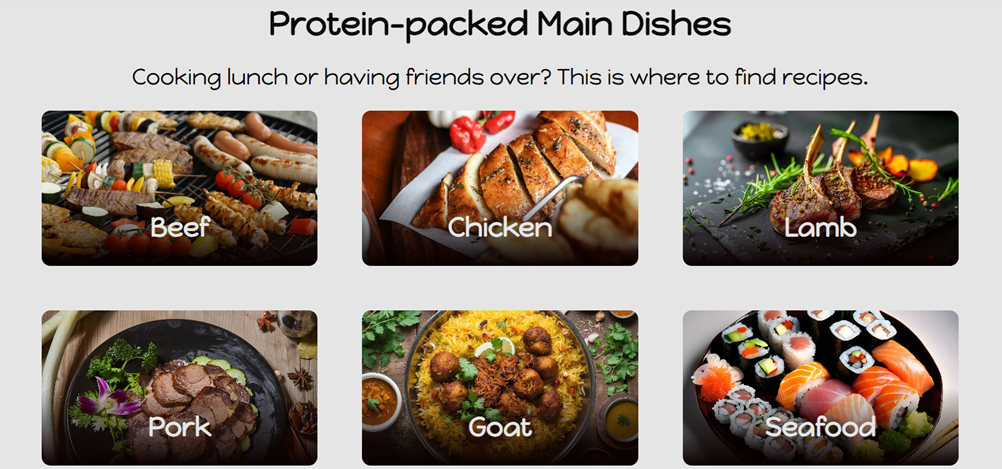 Protein-packed Main Dishes
Cooking lunch or having friends over? This is where to find recipes.
Beef
Chicken
Lamb
Pork
Goat
Seafood